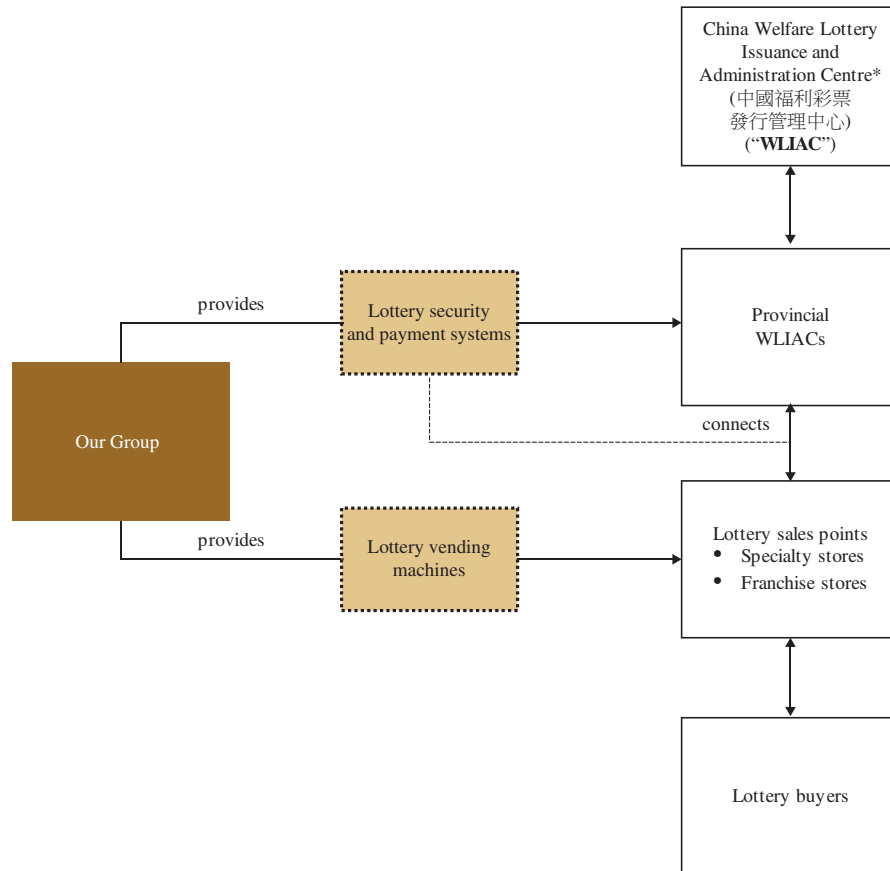 China Welfare Lottery
Issuance and
Administration Centre*
(中國福利彩票
發行管理中心)
(“WLIAC”)
provides
Lottery security
and payment systems
Provincial
WLIACs
Our Group
connects
provides
Lottery vending
machines
Lottery sales points
• Specialty stores
• Franchise stores
Lottery buyers